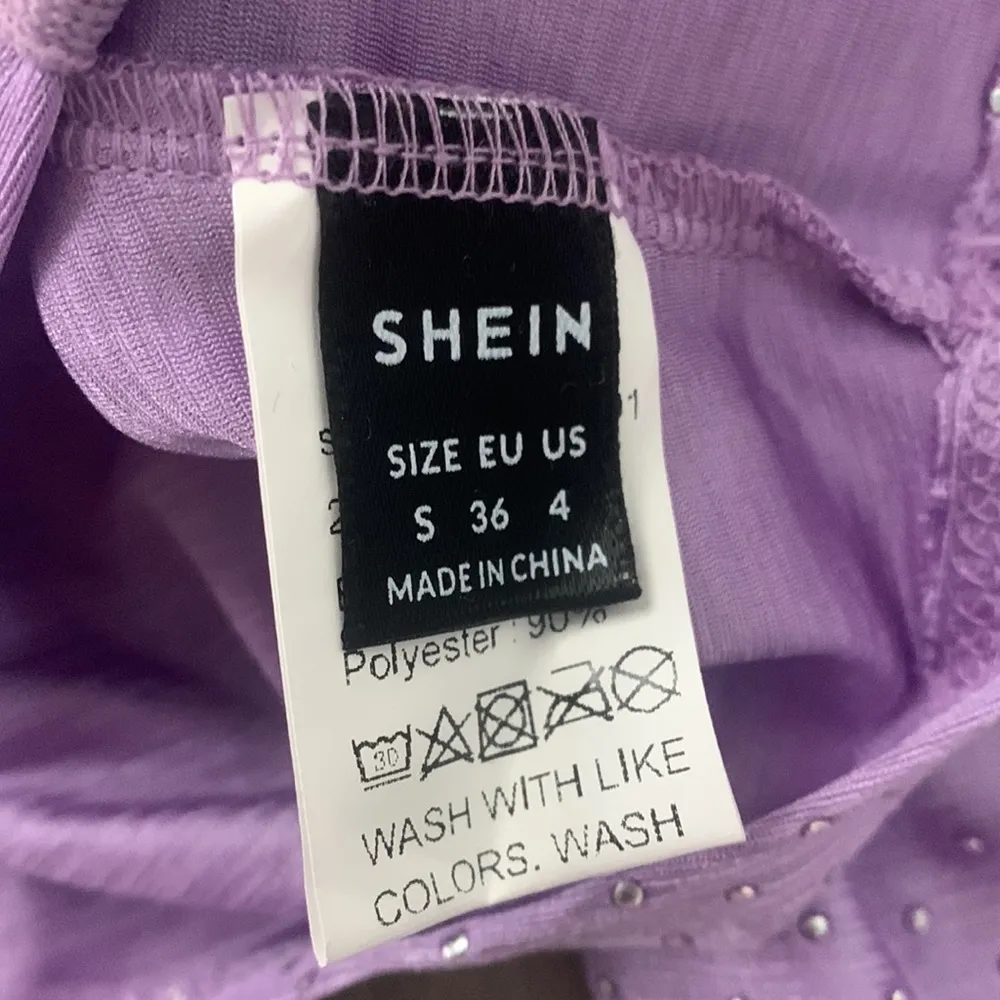 SHEIN
SIZE EU US
S 36 4
MADE IN CHINA
Polyester : 90%
30
WASH WITH LIKE
COLORS. WASH